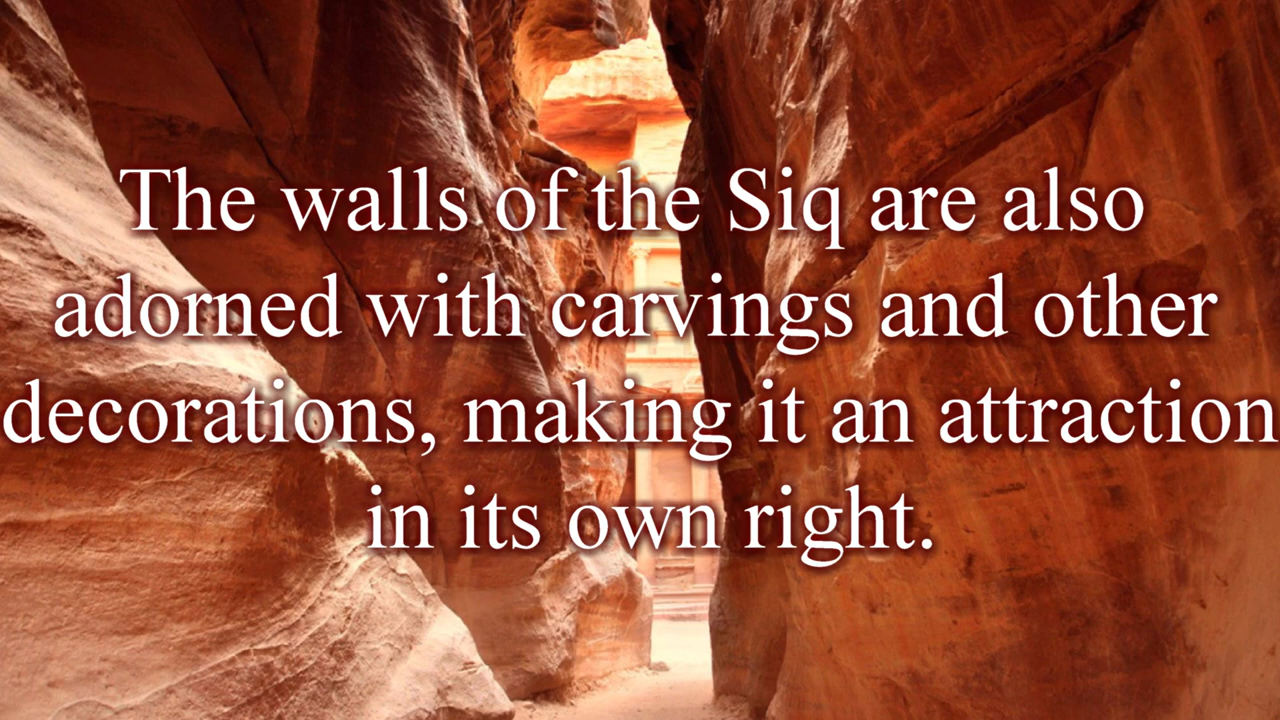 The walls of the Siq are also
adorned with carvings and other
decorations, making it an attraction
in its own right.